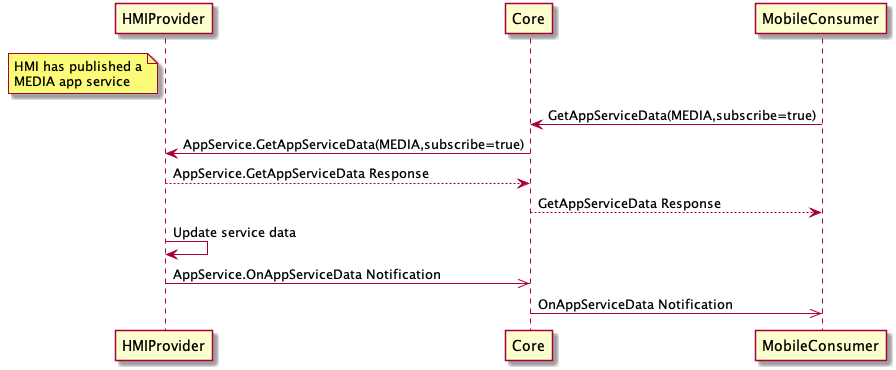 HMIProvider
Core
MobileConsumer
HMI has published a
MEDIA app service
GetAppServiceData(MEDIA,subscribe=true)
AppService.GetAppServiceData(MEDIA,subscribe=true)
AppService.GetAppServiceData Response
GetAppServiceData Response
Update service data
AppService.OnAppServiceData Notification
OnAppServiceData Notification
HMIProvider
Core
MobileConsumer